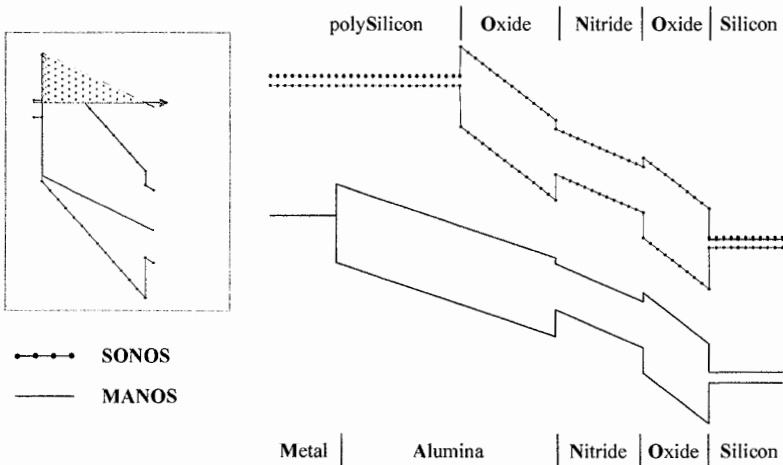 polySilicon | Oxide | Nitride | Oxide | Silicon
SONOS
MANOS
Metal | Alumina | Nitride | Oxide | Silicon